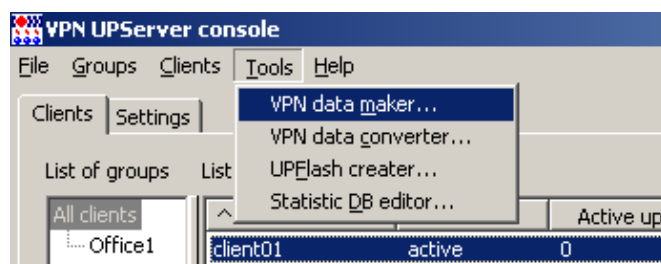 VPN UPServer console
File Groups Clients Tools Help
Clients Settings
VPN data maker...
VPN data converter...
UPFlash creater...
Statistic DB editor...
List of groups List
All clients Active up
Office1 client01 active 0